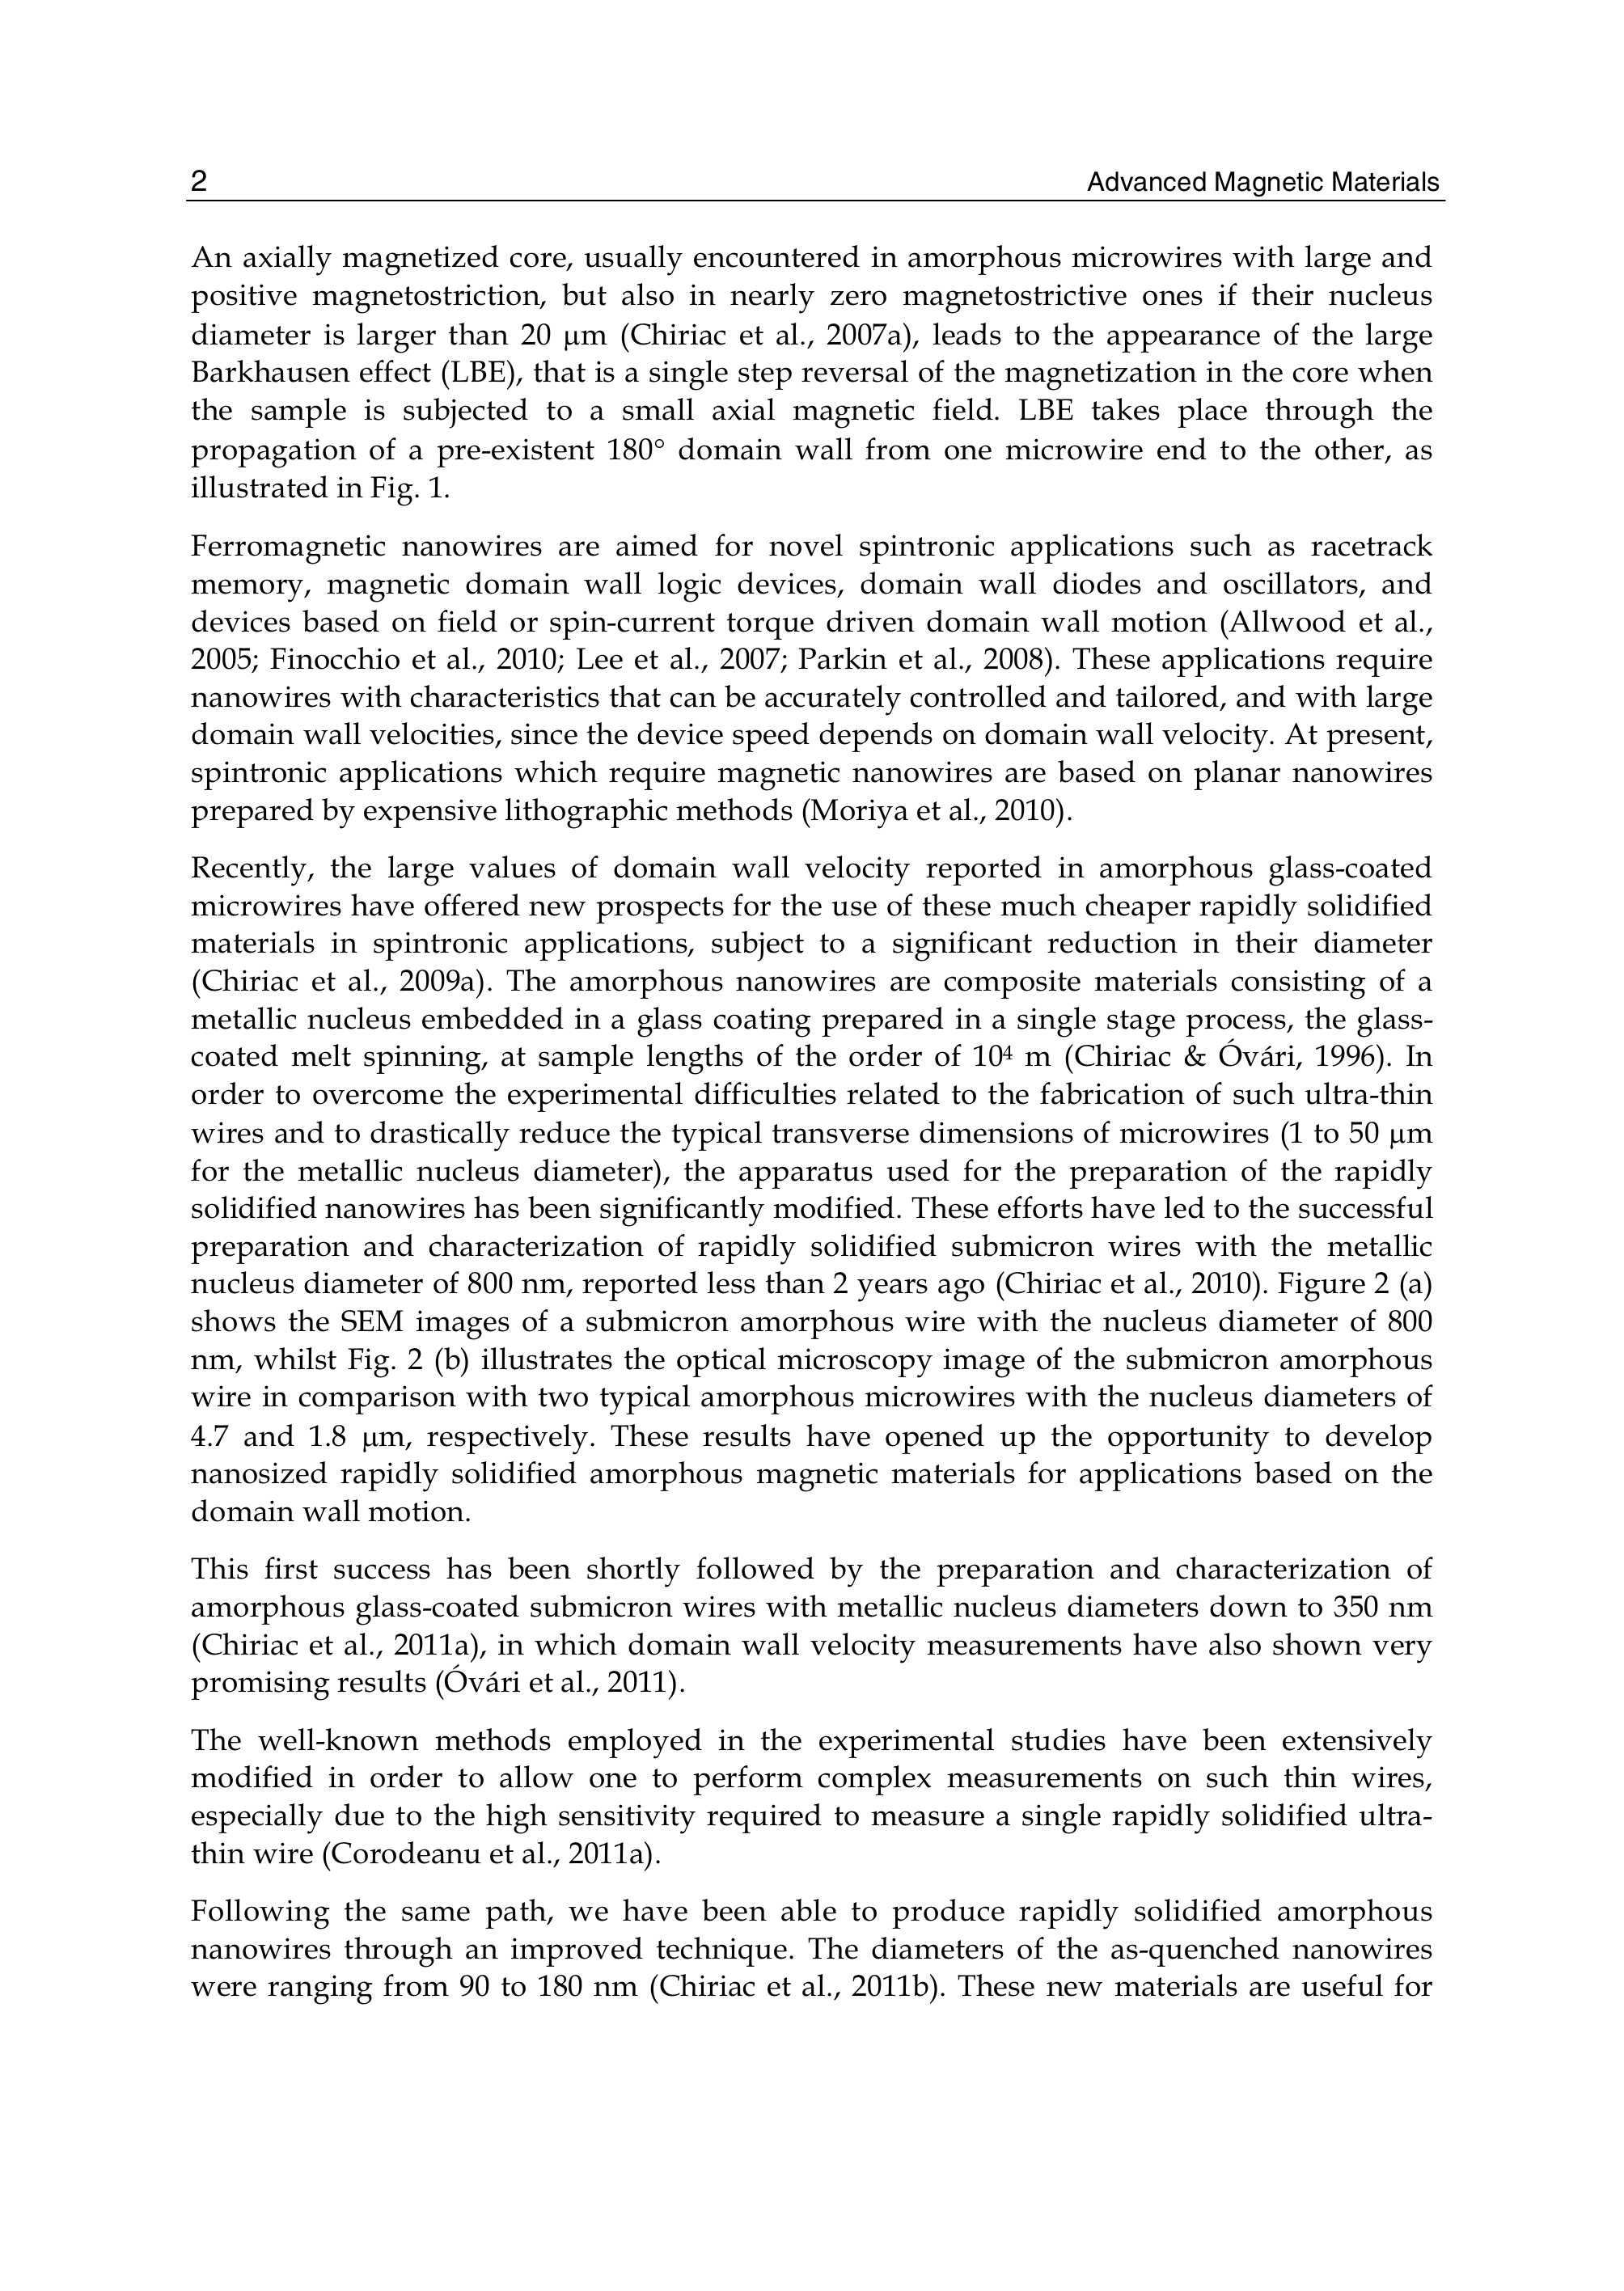 2 Advanced Magnetic Materials
An axially magnetized core, usually encountered in amorphous microwires with large and
positive magnetostriction, but also in nearly zero magnetostrictive ones if their nucleus
diameter is larger than 20 μm (Chiriac et al., 2007a), leads to the appearance of the large
Barkhausen effect (LBE), that is a single step reversal of the magnetization in the core when
the sample is subjected to a small axial magnetic field. LBE takes place through the
propagation of a pre-existent 180° domain wall from one microwire end to the other, as
illustrated in Fig. 1.
Ferromagnetic nanowires are aimed for novel spintronic applications such as racetrack
memory, magnetic domain wall logic devices, domain wall diodes and oscillators, and
devices based on field or spin-current torque driven domain wall motion (Allwood et al.,
2005; Finocchio et al., 2010; Lee et al., 2007; Parkin et al., 2008). These applications require
nanowires with characteristics that can be accurately controlled and tailored, and with large
domain wall velocities, since the device speed depends on domain wall velocity. At present,
spintronic applications which require magnetic nanowires are based on planar nanowires
prepared by expensive lithographic methods (Moriya et al., 2010).
Recently, the large values of domain wall velocity reported in amorphous glass-coated
microwires have offered new prospects for the use of these much cheaper rapidly solidified
materials in spintronic applications, subject to a significant reduction in their diameter
(Chiriac et al., 2009a). The amorphous nanowires are composite materials consisting of a
metallic nucleus embedded in a glass coating prepared in a single stage process, the glass-
coated melt spinning, at sample lengths of the order of 10⁴ m (Chiriac & Óvári, 1996). In
order to overcome the experimental difficulties related to the fabrication of such ultra-thin
wires and to drastically reduce the typical transverse dimensions of microwires (1 to 50 μm
for the metallic nucleus diameter), the apparatus used for the preparation of the rapidly
solidified nanowires has been significantly modified. These efforts have led to the successful
preparation and characterization of rapidly solidified submicron wires with the metallic
nucleus diameter of 800 nm, reported less than 2 years ago (Chiriac et al., 2010). Figure 2 (a)
shows the SEM images of a submicron amorphous wire with the nucleus diameter of 800
nm, whilst Fig. 2 (b) illustrates the optical microscopy image of the submicron amorphous
wire in comparison with two typical amorphous microwires with the nucleus diameters of
4.7 and 1.8 μm, respectively. These results have opened up the opportunity to develop
nanosized rapidly solidified amorphous magnetic materials for applications based on the
domain wall motion.
This first success has been shortly followed by the preparation and characterization of
amorphous glass-coated submicron wires with metallic nucleus diameters down to 350 nm
(Chiriac et al., 2011a), in which domain wall velocity measurements have also shown very
promising results (Óvári et al., 2011).
The well-known methods employed in the experimental studies have been extensively
modified in order to allow one to perform complex measurements on such thin wires,
especially due to the high sensitivity required to measure a single rapidly solidified ultra-
thin wire (Corodeanu et al., 2011a).
Following the same path, we have been able to produce rapidly solidified amorphous
nanowires through an improved technique. The diameters of the as-quenched nanowires
were ranging from 90 to 180 nm (Chiriac et al., 2011b). These new materials are useful for